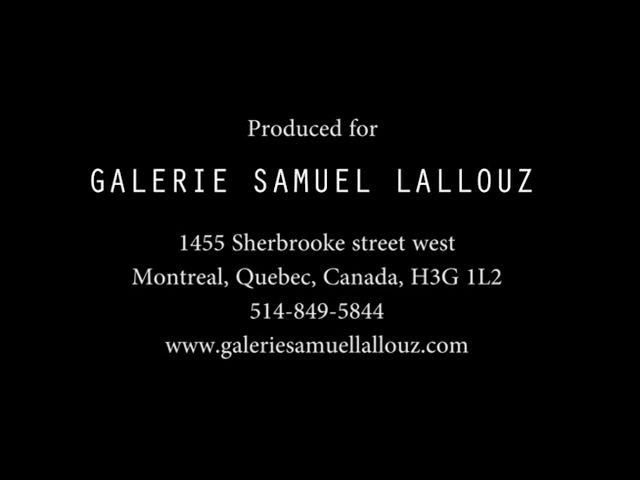 Produced for
GALERIE SAMUEL LALLOUZ
1455 Sherbrooke street west
Montreal, Quebec, Canada, H3G 1L2
514-849-5844
www.galeriesamuellallouz.com